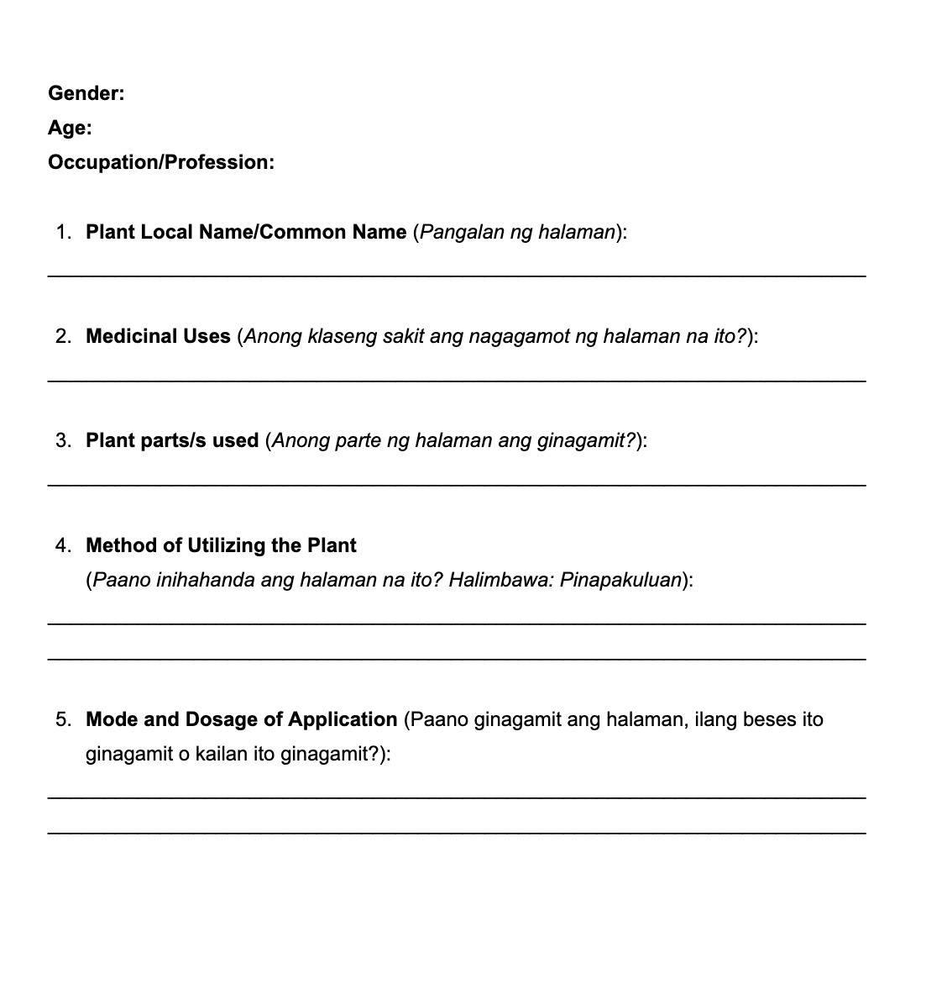 Gender:
Age:
Occupation/Profession:
1. Plant Local Name/Common Name (Pangalan ng halaman):
2. Medicinal Uses (Anong klaseng sakit ang nagagamot ng halaman na ito?):
3. Plant parts/s used (Anong parte ng halaman ang ginagamit?):
4. Method of Utilizing the Plant
(Paano inihahanda ang halaman na ito? Halimbawa: Pinapakuluan):
5. Mode and Dosage of Application (Paano ginagamit ang halaman, ilang beses ito
ginagamit o kailan ito ginagamit?):